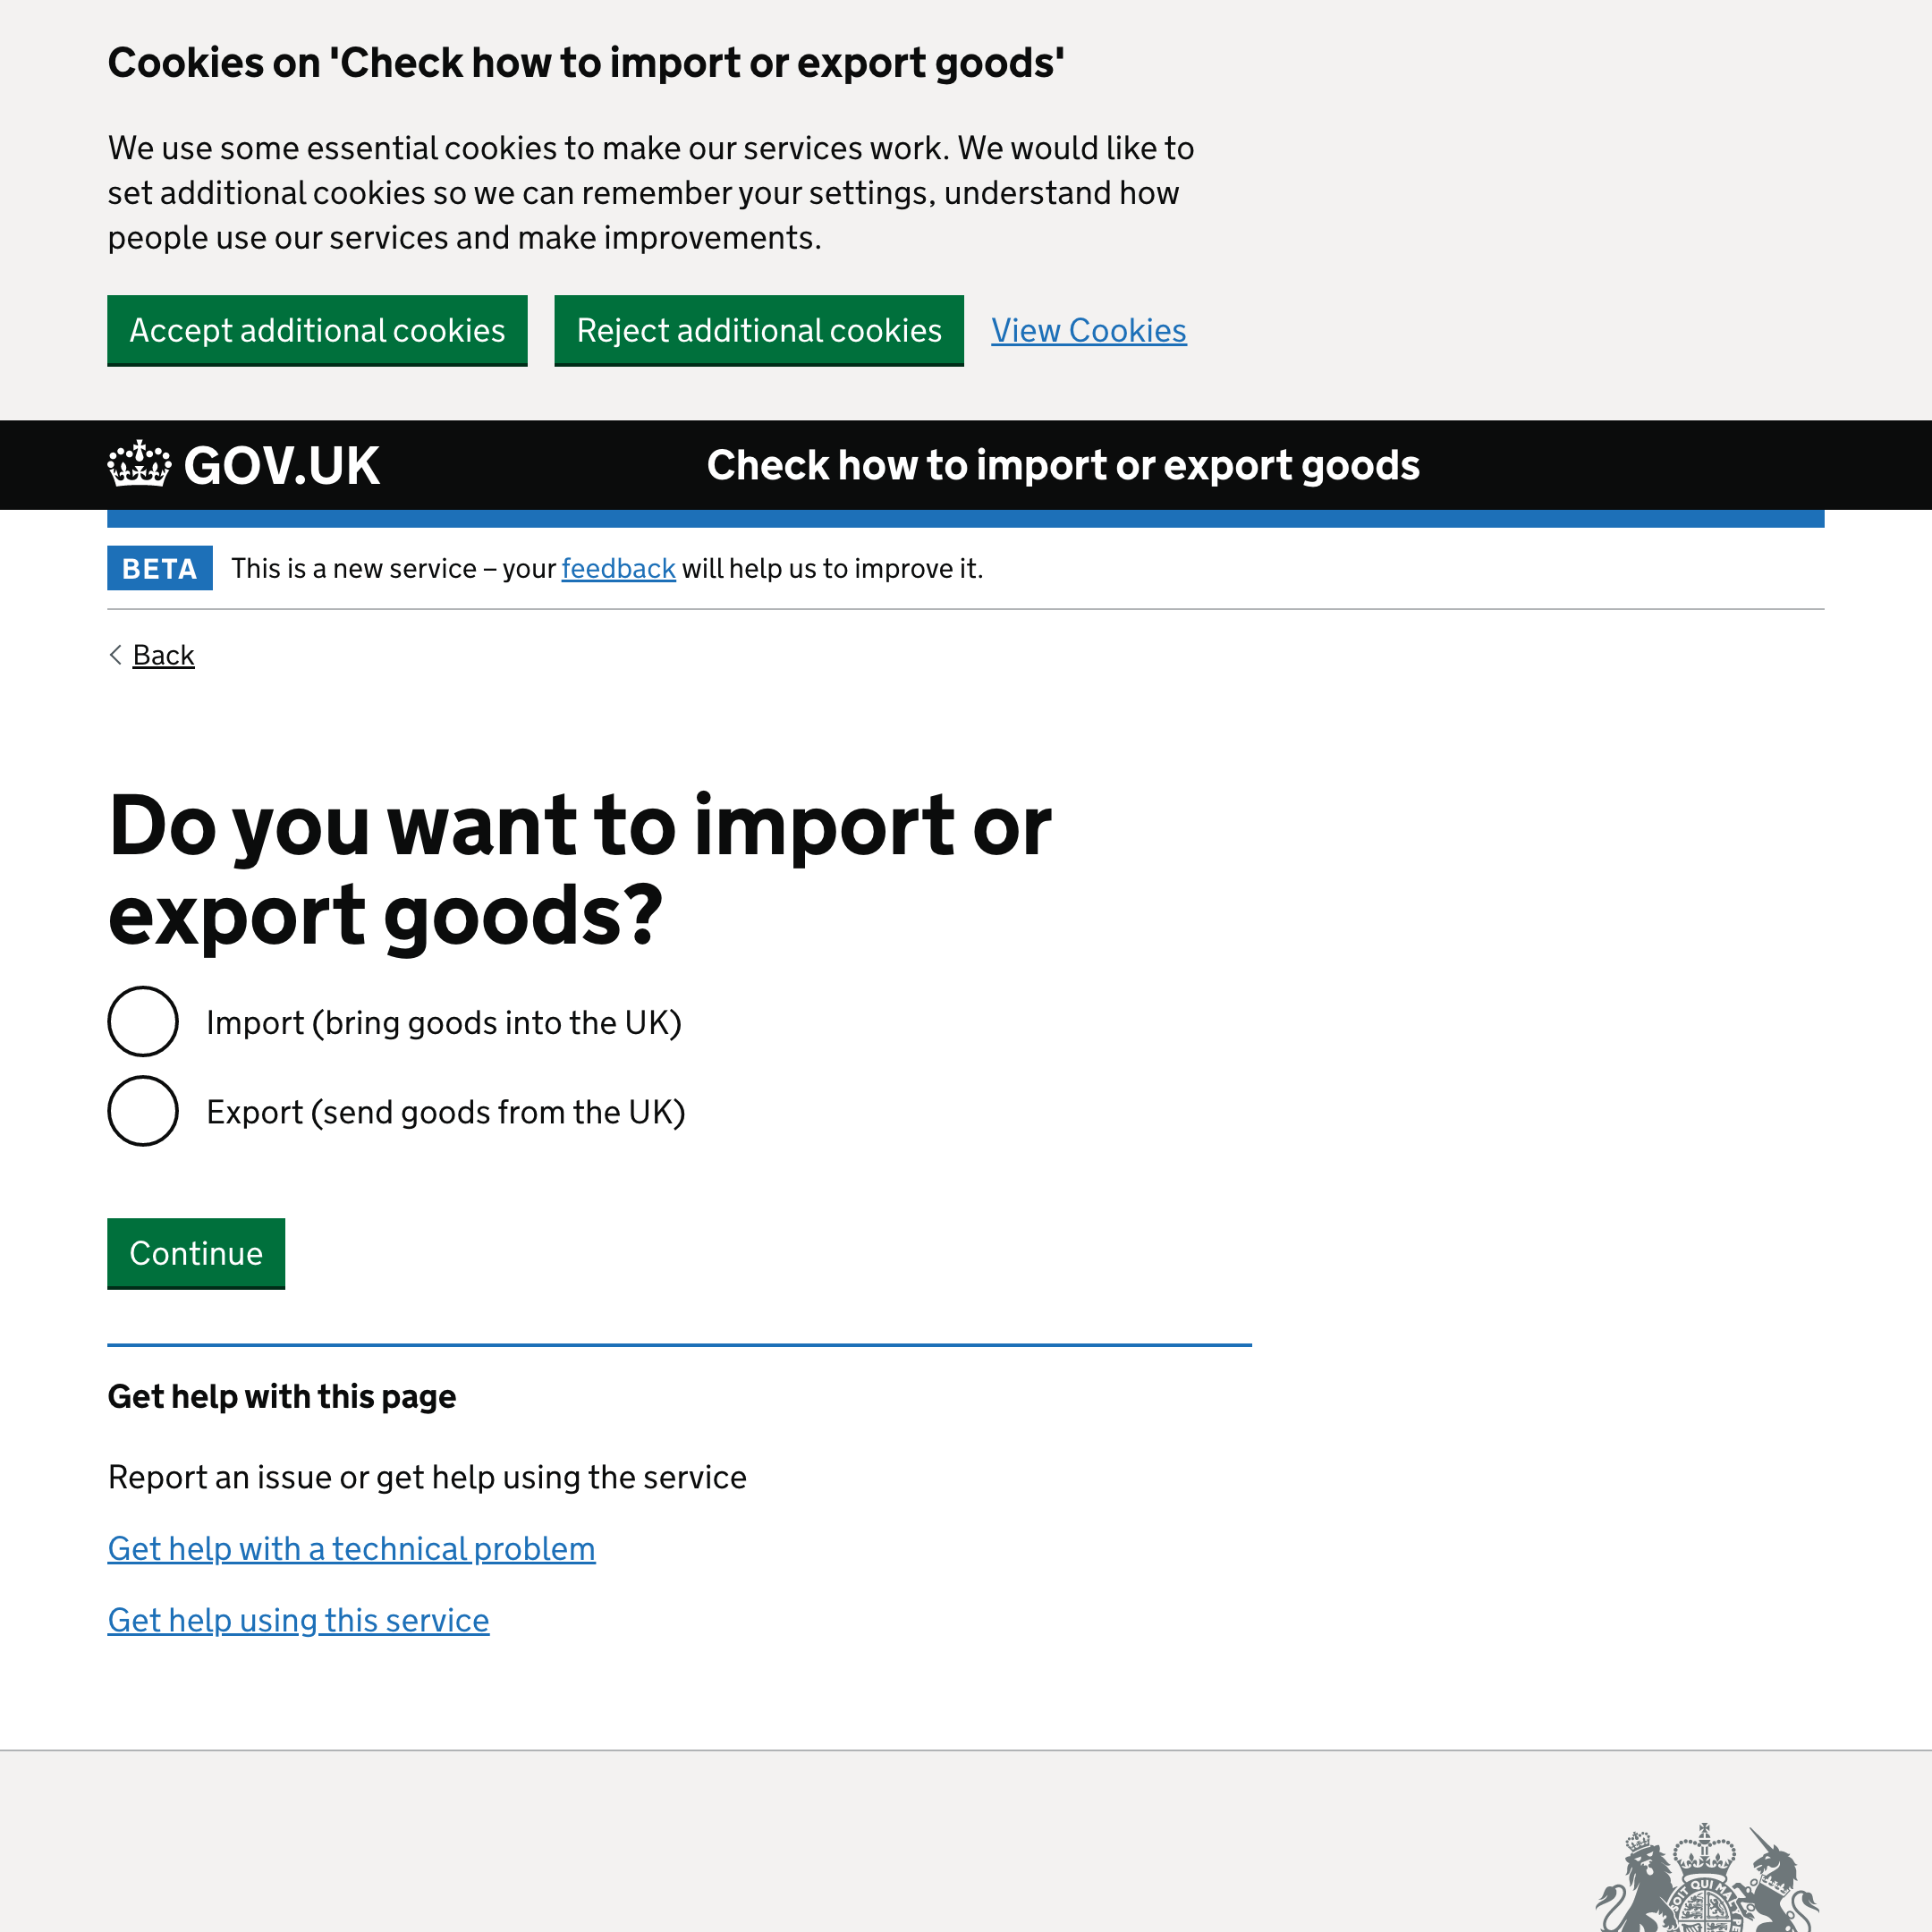 Cookies on 'Check how to import or export goods'
We use some essential cookies to make our services work. We would like to
set additional cookies so we can remember your settings, understand how
people use our services and make improvements.
Accept additional cookies Reject additional cookies View Cookies
GOV.UK Check how to import or export goods
BETA This is a new service – your feedback will help us to improve it.
Back
Do you want to import or
export goods?
Import (bring goods into the UK)
Export (send goods from the UK)
Continue
Get help with this page
Report an issue or get help using the service
Get help with a technical problem
Get help using this service
QUI